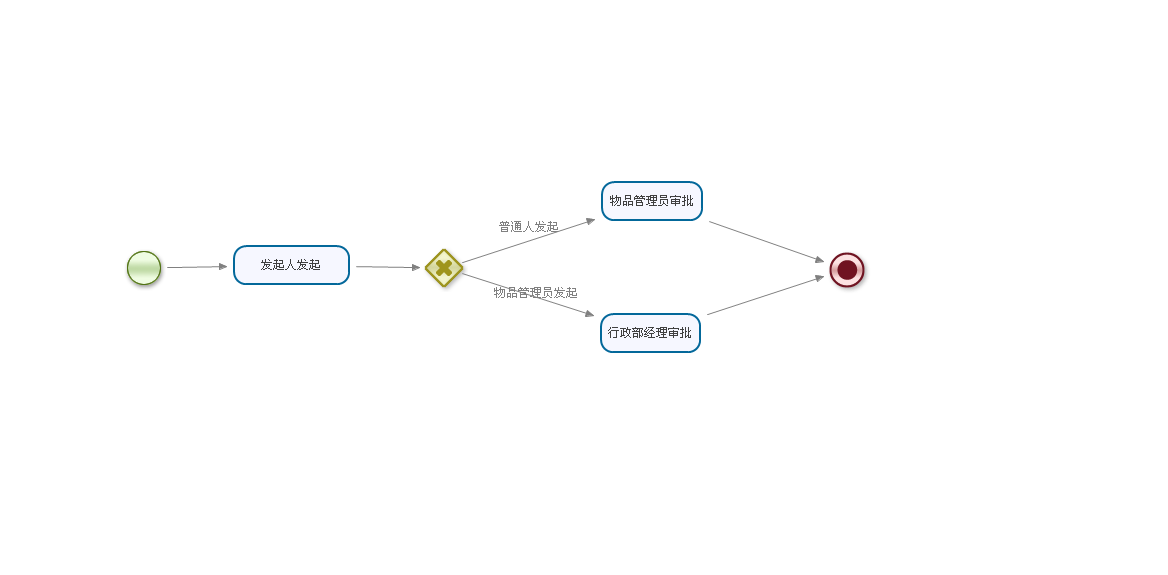 物品管理员审批
普通人发起
发起人发起
物品管理员发起
行政部经理审批